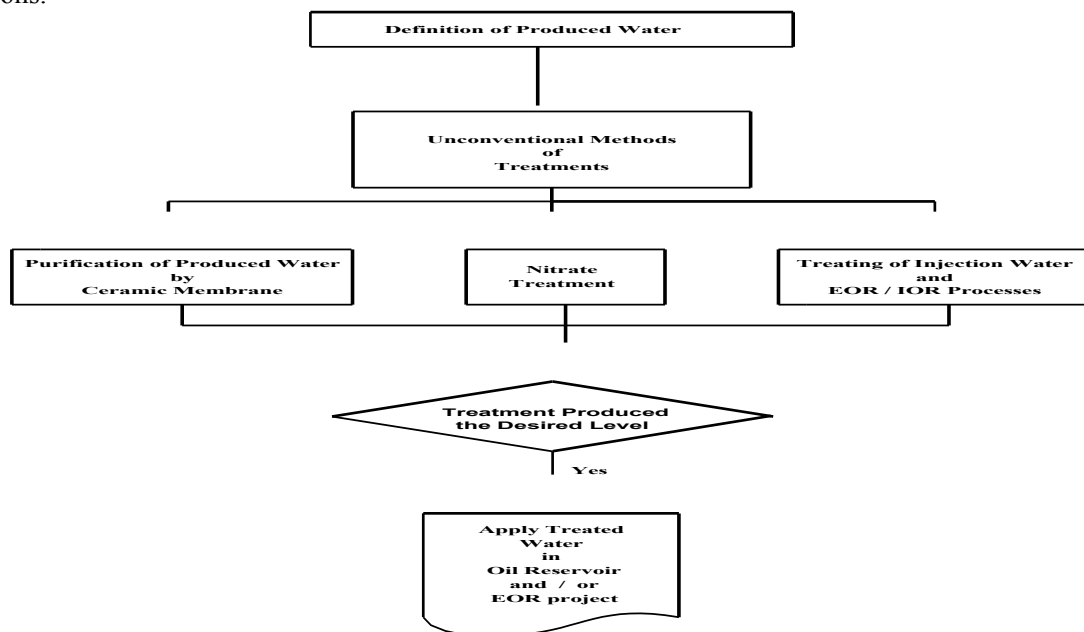 ons.
Definition of Produced Water
Unconventional Methods
of
Treatments
Purification of Produced Water
by
Ceramic Membrane
Nitrate
Treatment
Treating of Injection Water
and
EOR / IOR Processes
Treatment Produced
the Desired Level
Yes
Apply Treated
Water
in
Oil Reservoir
and / or
EOR project